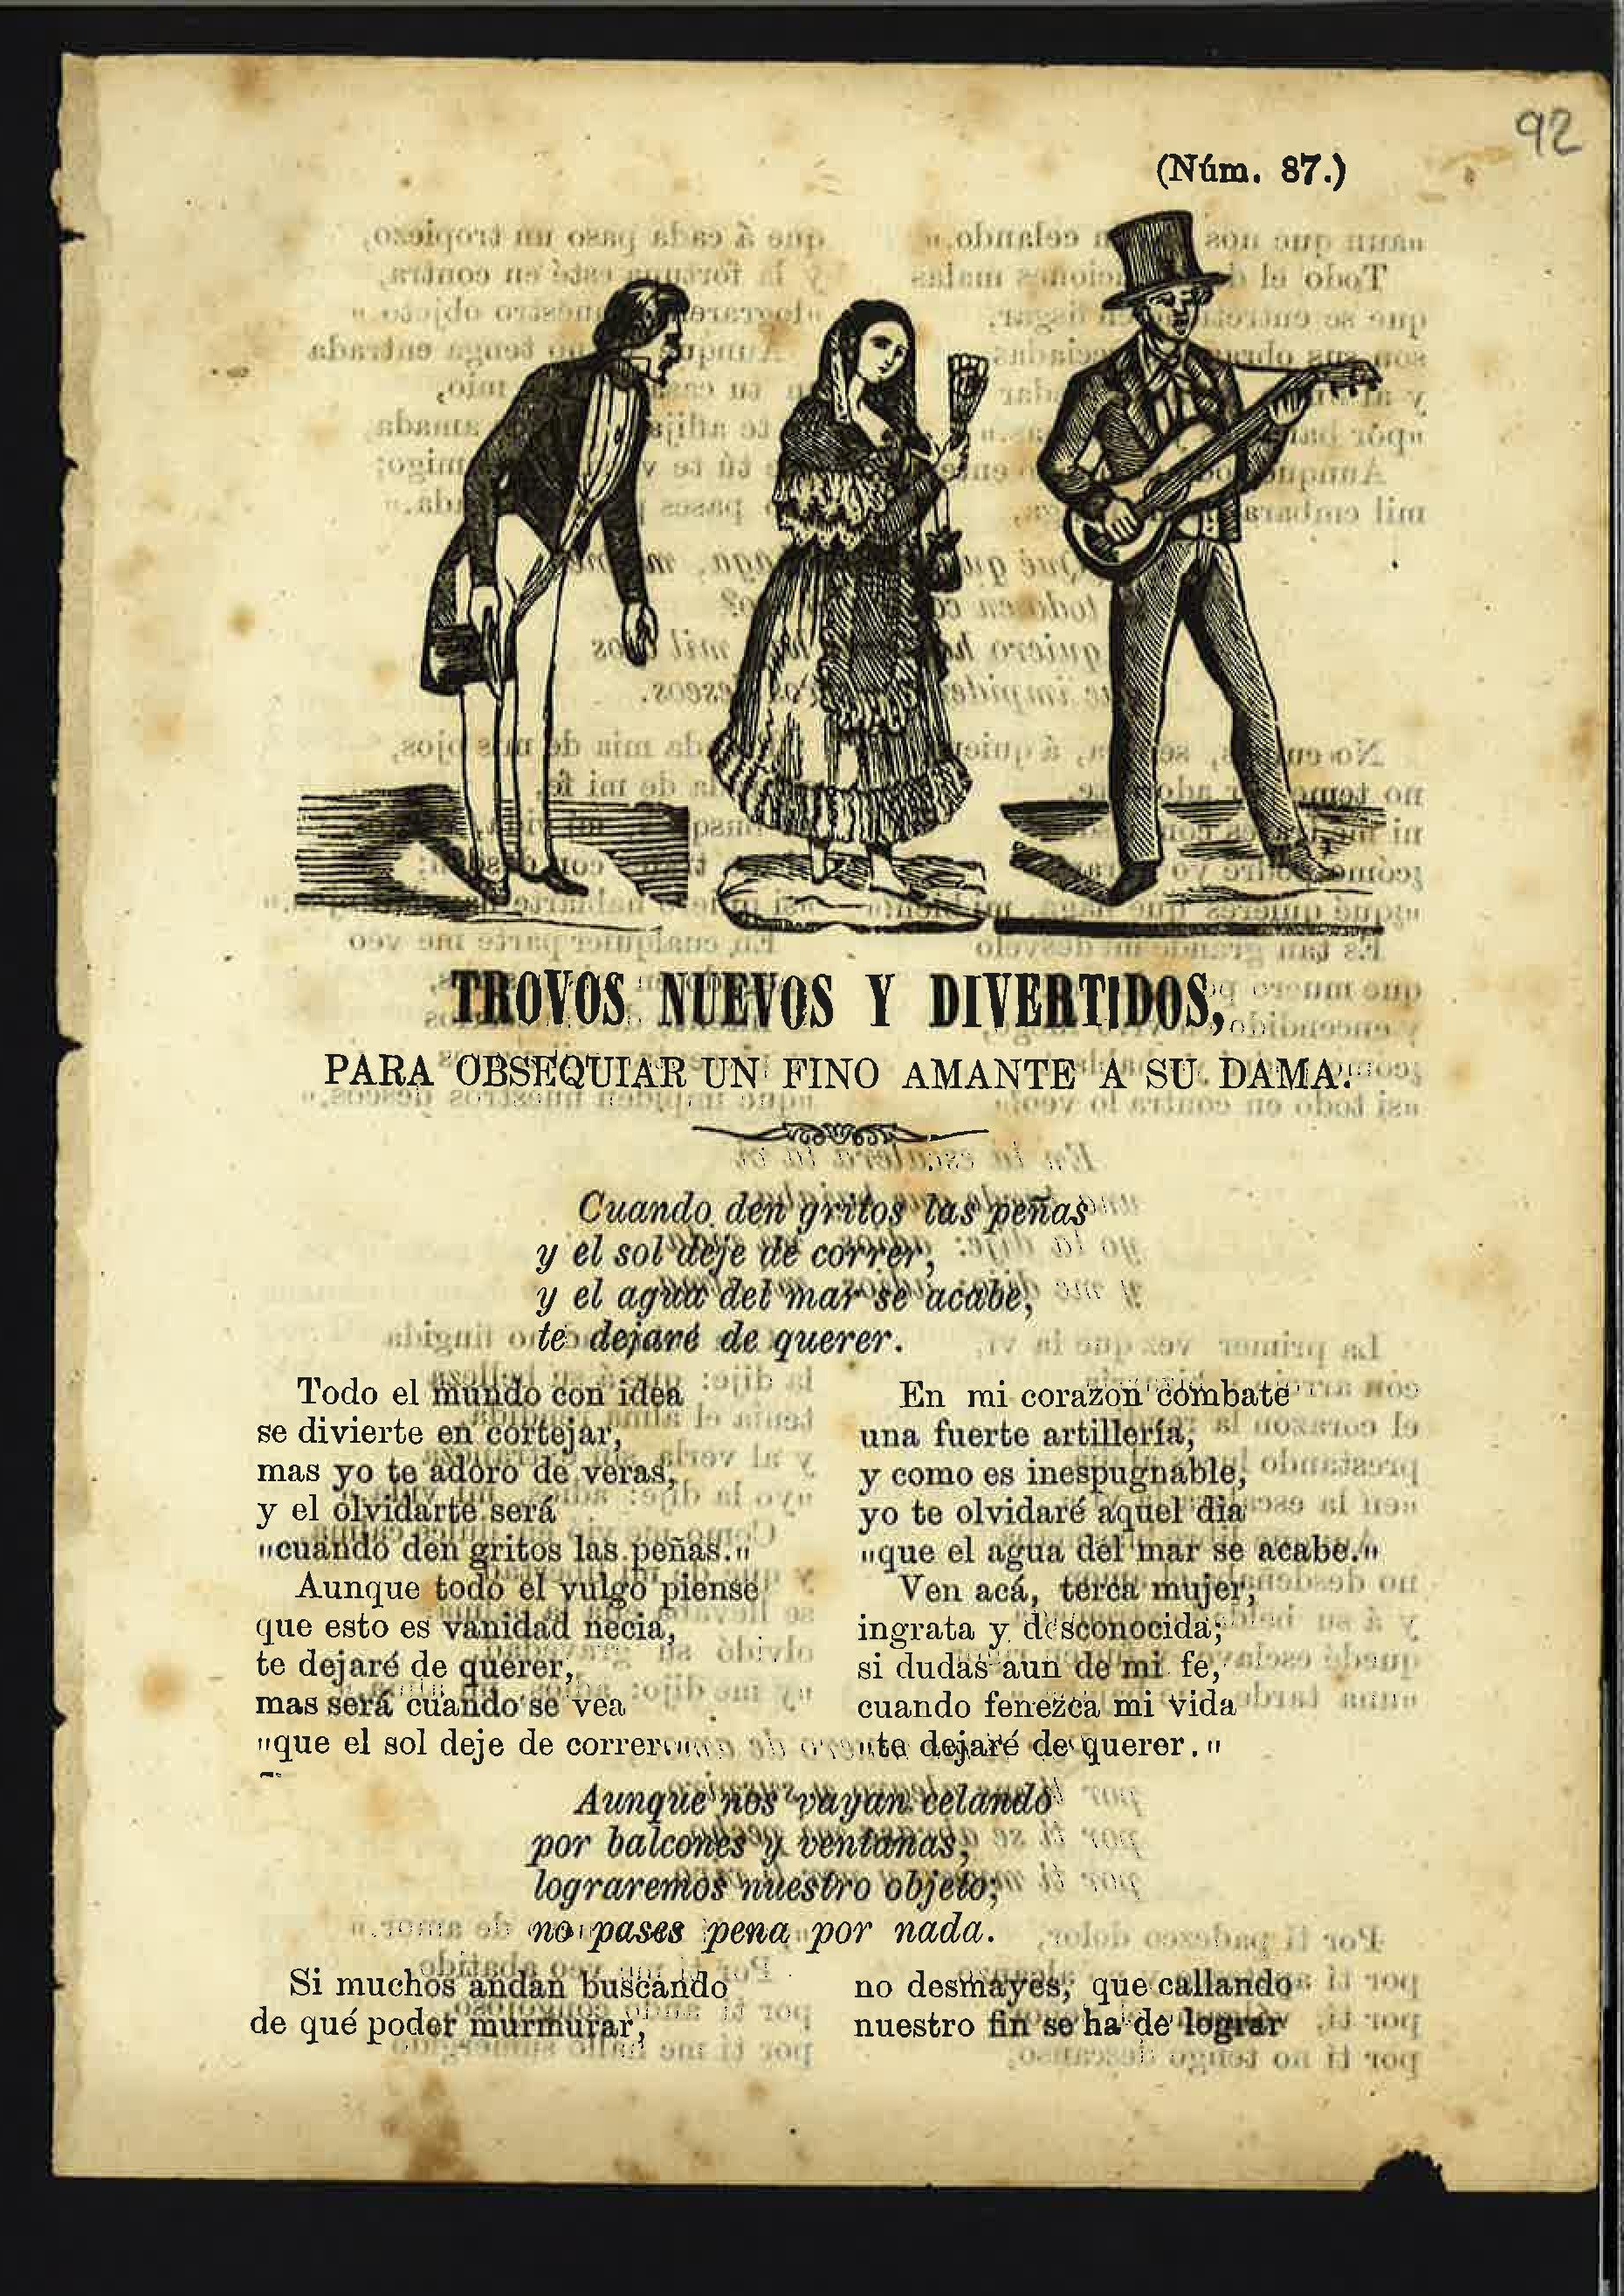 92
(Núm. 87.)
TROVOS NUEVOS Y DIVERTIDOS,
PARA OBSEQUIAR UN FINO AMANTE A SU DAMA.
Cuando den gritos las peñas
y el sol deje de correr,
y el agua del mar se acabe,
te dejaré de querer.
Todo el mundo con idea
se divierte en cortejar,
mas yo te adoro de veras,
y el olvidarte será
"cuando den gritos las peñas."
Aunque todo el vulgo piense
que esto es vanidad necia,
te dejaré de querer,
mas será cuando se vea
"que el sol deje de correr."
En mi corazon combate
una fuerte artillería,
y como es inespugnable,
yo te olvidaré aquel dia
"que el agua del mar se acabe."
Ven acá, terca mujer,
ingrata y desconocida;
si dudas aun de mi fe,
cuando fenezca mi vida
"te dejaré de querer."
Aunque nos vayan celando
por balcones y ventanas,
lograremos nuestro objeto;
no pases pena por nada.
Si muchos andan buscando
de qué poder murmurar,
no desmayes, que callando
nuestro fin se ha de lograr